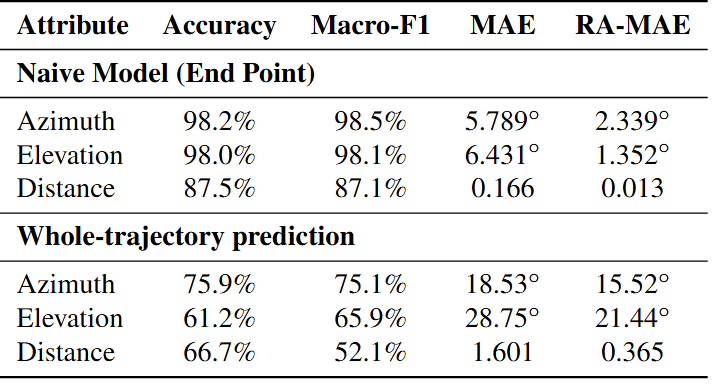 Attribute Accuracy Macro-F1 MAE RA-MAE
Naive Model (End Point)
Azimuth 98.2% 98.5% 5.789° 2.339°
Elevation 98.0% 98.1% 6.431° 1.352°
Distance 87.5% 87.1% 0.166 0.013
Whole-trajectory prediction
Azimuth 75.9% 75.1% 18.53° 15.52°
Elevation 61.2% 65.9% 28.75° 21.44°
Distance 66.7% 52.1% 1.601 0.365